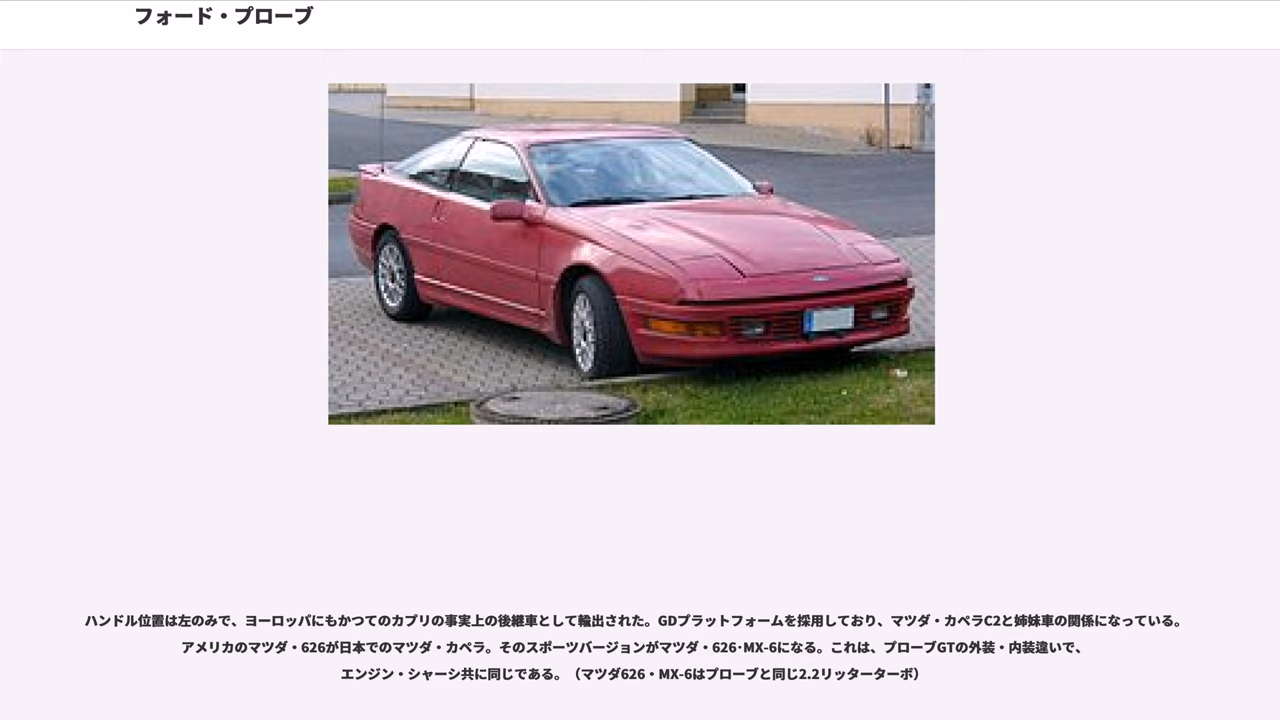 フォード・プローブ
ハンドル位置は左のみで、ヨーロッパにもかつてのカプリの事実上の後継車として輸出された。GDプラットフォームを採用しており、マツダ・カペラC2と姉妹車の関係になっている。
アメリカのマツダ・626が日本でのマツダ・カペラ。そのスポーツバージョンがマツダ・626･MX-6になる。これは、プローブGTの外装・内装違いで、
エンジン・シャーシ共に同じである。（マツダ626・MX-6はプローブと同じ2.2リッターターボ）